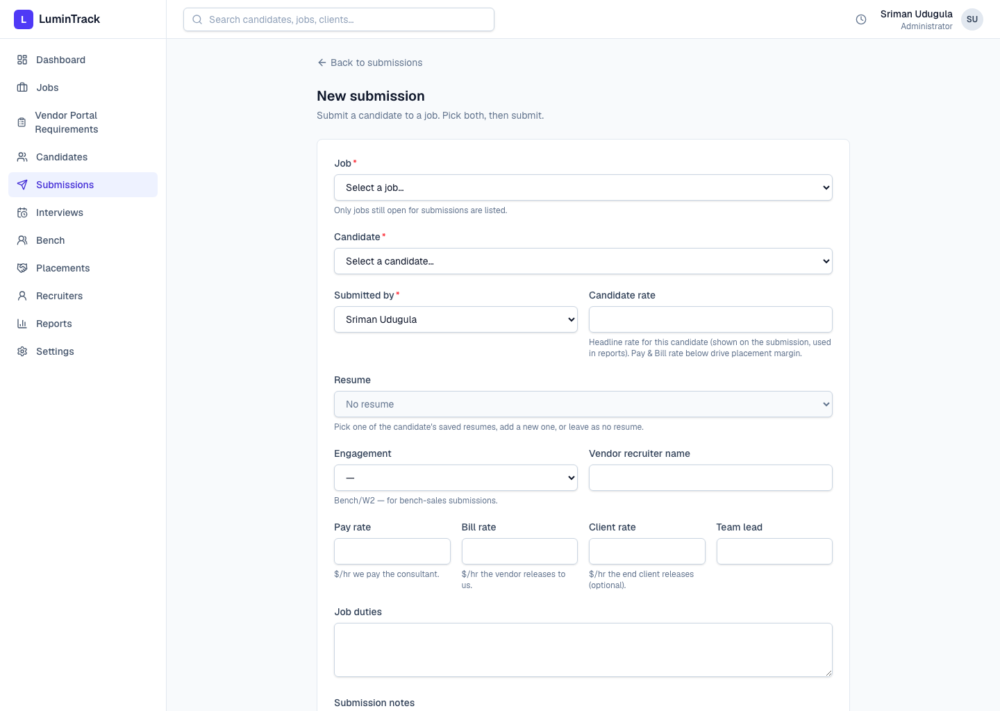 L LuminTrack
Search candidates, jobs, clients…
Sriman Udugula
Administrator
SU
Dashboard
Jobs
Vendor Portal
Requirements
Candidates
Submissions
Interviews
Bench
Placements
Recruiters
Reports
Settings
Back to submissions
New submission
Submit a candidate to a job. Pick both, then submit.
Job *
Select a job…
Only jobs still open for submissions are listed.
Candidate *
Select a candidate…
Submitted by *
Sriman Udugula
Candidate rate
Headline rate for this candidate (shown on the submission, used
in reports). Pay & Bill rate below drive placement margin.
Resume
No resume
Pick one of the candidate's saved resumes, add a new one, or leave as no resume.
Engagement
—
Bench/W2 — for bench-sales submissions.
Vendor recruiter name
Pay rate
$/hr we pay the consultant.
Bill rate
$/hr the vendor releases to
us.
Client rate
$/hr the end client releases
(optional).
Team lead
Job duties
Submission notes